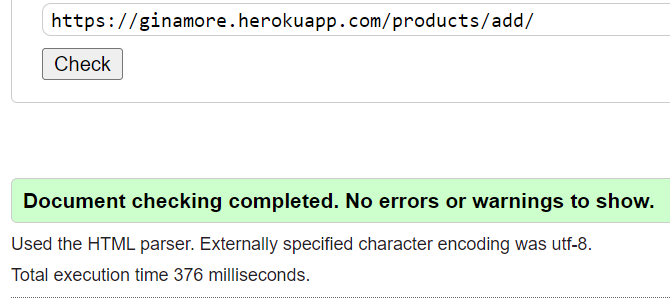 https://ginamore.herokuapp.com/products/add/
Check
Document checking completed. No errors or warnings to show.
Used the HTML parser. Externally specified character encoding was utf-8.
Total execution time 376 milliseconds.